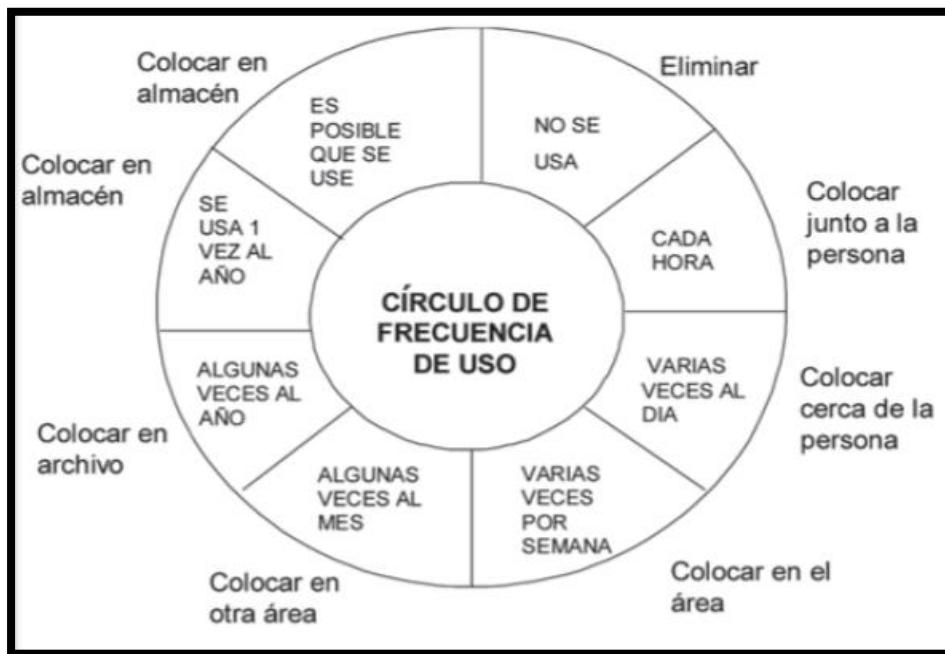 Colocar en
almacén
Eliminar
ES
POSIBLE
QUE SE
USE
NO SE
USA
Colocar en
almacén
SE
USA 1
VEZ AL
AÑO
CADA
HORA
Colocar
junto a la
persona
CÍRCULO DE
FRECUENCIA
DE USO
ALGUNAS
VECES AL
AÑO
VARIAS
VECES AL
DIA
Colocar
cerca de la
persona
Colocar en
archivo
ALGUNAS
VECES AL
MES
VARIAS
VECES
POR
SEMANA
Colocar en
otra área
Colocar en el
área